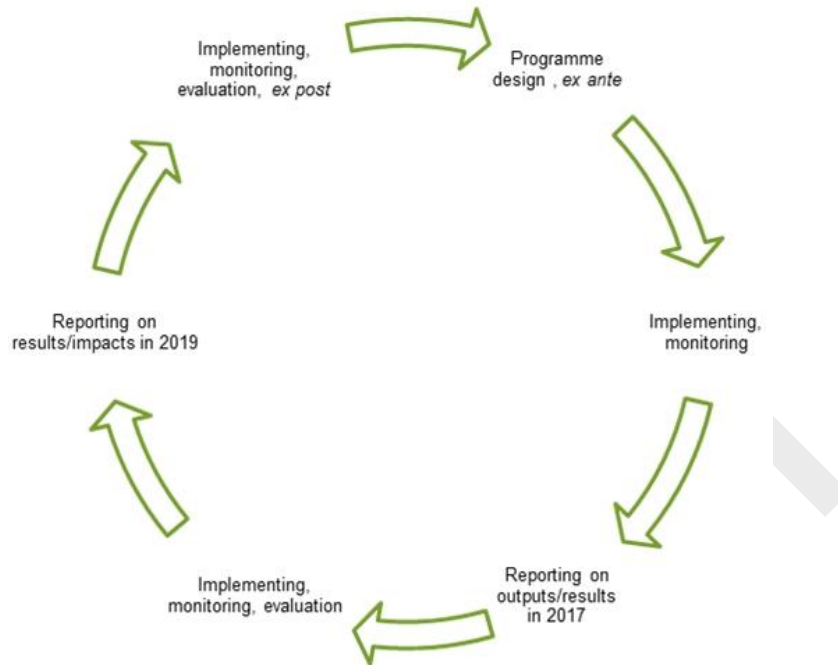 Implementing,
monitoring,
evaluation, ex post
Programme
design , ex ante
Implementing,
monitoring
Reporting on
outputs/results
in 2017
Implementing,
monitoring, evaluation
Reporting on
results/impacts in 2019